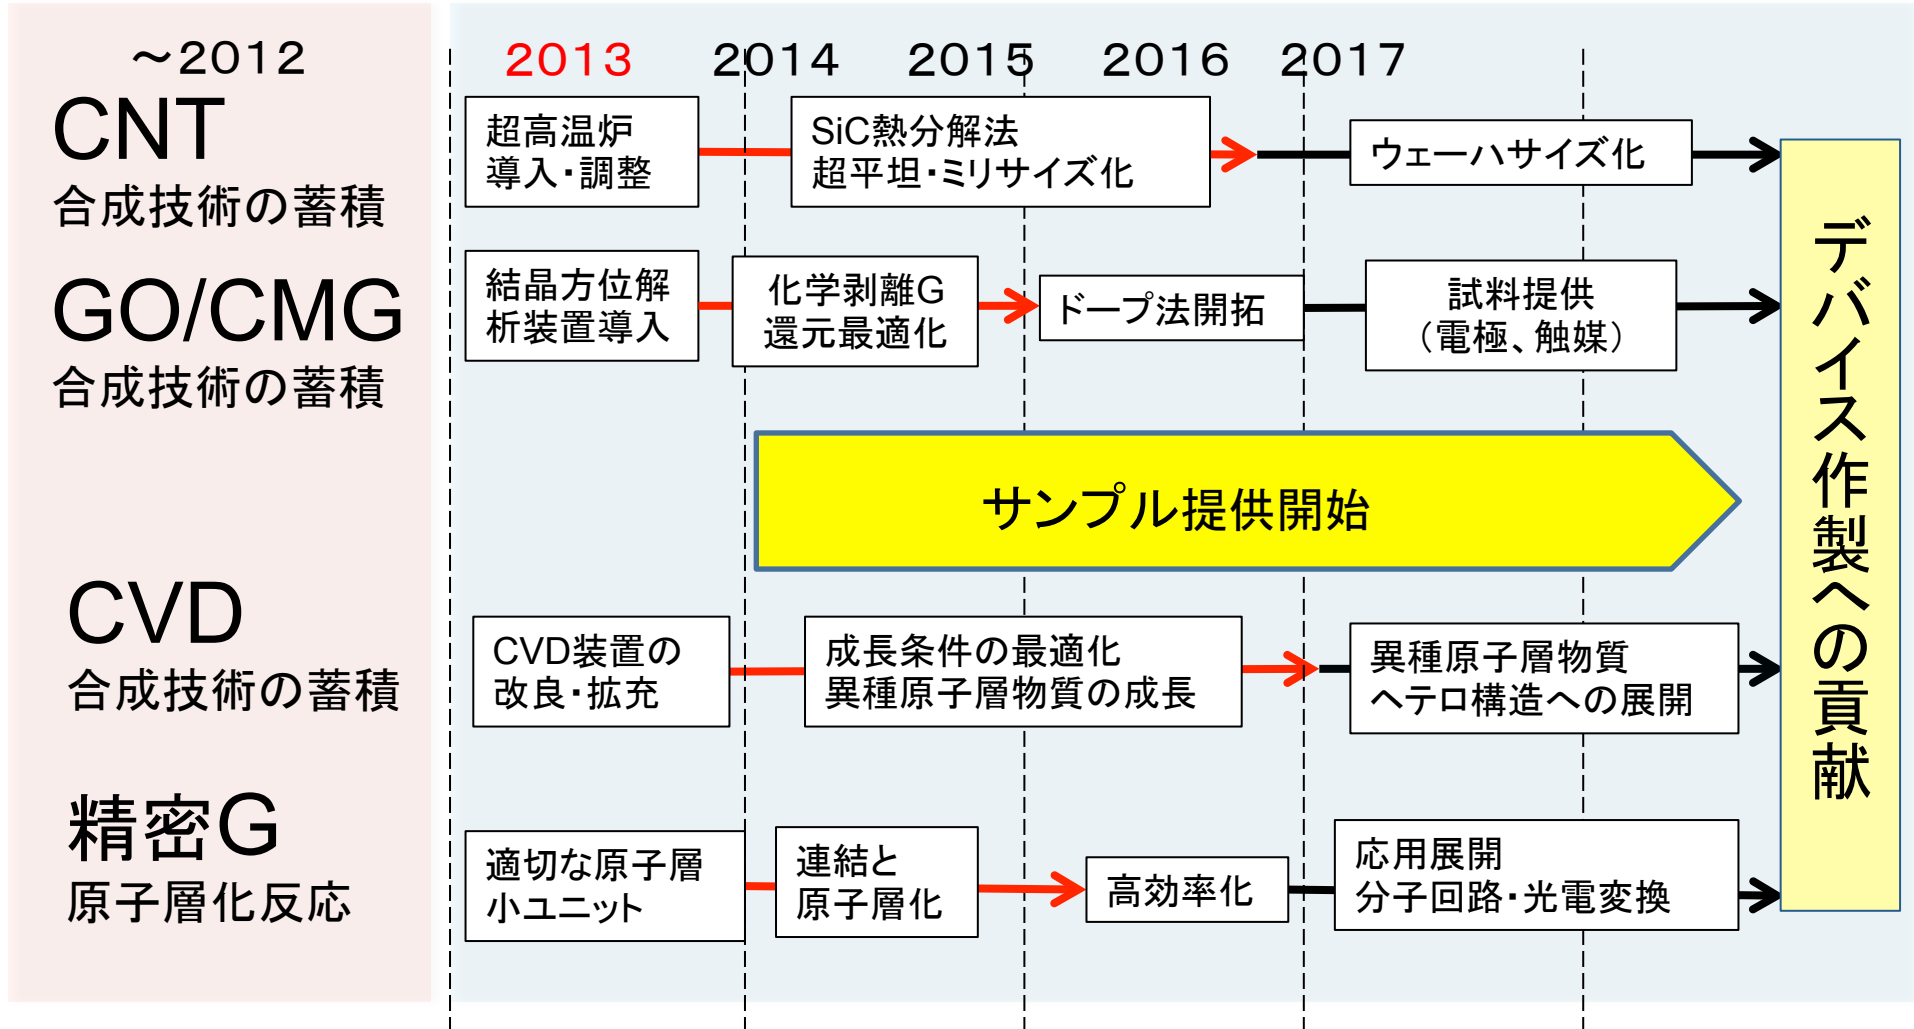 ～2012
2013
2014
2015
2016
2017
CNT
合成技術の蓄積
超高温炉
導入・調整
SiC熱分解法
超平坦・ミリサイズ化
ウェーハサイズ化
GO/CMG
合成技術の蓄積
結晶方位解
析装置導入
化学剥離G
還元最適化
ドープ法開拓
試料提供
（電極、触媒）
サンプル提供開始
CVD
合成技術の蓄積
CVD装置の
改良・拡充
成長条件の最適化
異種原子層物質の成長
異種原子層物質
ヘテロ構造への展開
精密G
原子層化反応
適切な原子層
小ユニット
連結と
原子層化
高効率化
応用展開
分子回路・光電変換
デバイス作製への貢献